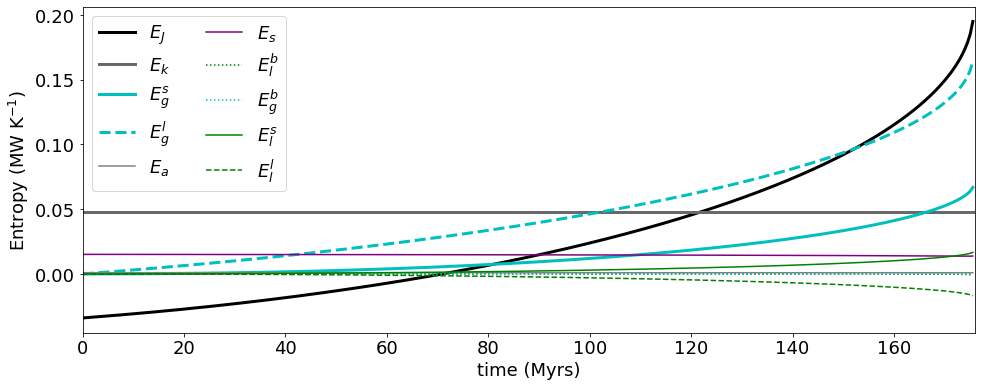 0.20
0.15
0.10
0.05
0.00
Entropy (MW K⁻¹)
E_J
E_k
E_g^s
E_g^l
E_a
E_s
E_l^b
E_g^b
E_l^s
E_l^l
0 20 40 60 80 100 120 140 160
time (Myrs)